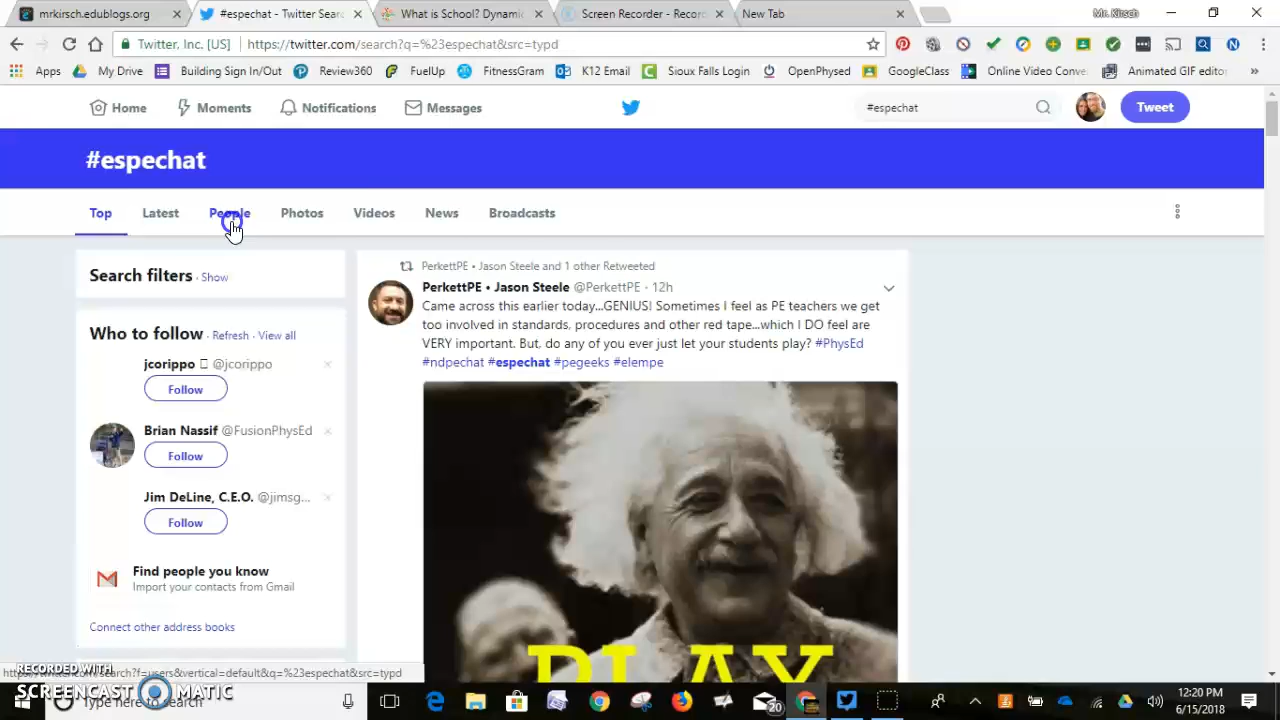 mrkirsch.edublogs.org
#espechat - Twitter Searc
What is School? Dynamic
Screen Recorder - Record
New Tab
Mr. Kirsch
Twitter, Inc. [US]
https://twitter.com/search?q=%23espechat&src=typd
Apps
My Drive
Building Sign In/Out
Review360
FuelUp
FitnessGram
K12 Email
Sioux Falls Login
OpenPhysed
GoogleClass
Online Video Conve
Animated GIF editor
Home
Moments
Notifications
Messages
#espechat
Tweet
#espechat
Top
Latest
People
Photos
Videos
News
Broadcasts
Search filters · Show
Who to follow · Refresh · View all
jcorippo @jcorippo
Follow
Brian Nassif @FusionPhysEd
Follow
Jim DeLine, C.E.O. @jimsg...
Follow
Find people you know
Import your contacts from Gmail
Connect other address books
PerkettPE • Jason Steele and 1 other Retweeted
PerkettPE • Jason Steele @PerkettPE · 12h
Came across this earlier today...GENIUS! Sometimes I feel as PE teachers we get
too involved in standards, procedures and other red tape...which I DO feel are
VERY important. But, do any of you ever just let your students play? #PhysEd
#ndpechat #espechat #pegeeks #elempe
PLAY
https://twitter.com/search?f=users&vertical=default&q=%23espechat&src=typd
RECORDED WITH
SCREENCAST MATIC
Type here to search
20
12:20 PM
6/15/2018